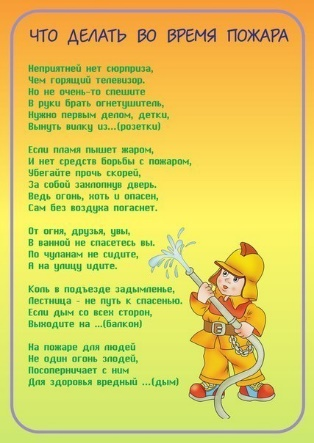 ЧТО ДЕЛАТЬ ВО ВРЕМЯ ПОЖАРА
Неприятней нет сюрприза,
Чем горящий телевизор.
Но не очень-то спешите
В руки брать огнетушитель,
Нужно первым делом, детки,
Вынуть вилку из...(розетки)
Если пламя пышет жаром,
И нет средств борьбы с пожаром,
Убегайте прочь скорей,
За собой захлопнув дверь.
Ведь огонь, хоть и опасен,
Сам без воздуха погаснет.
От огня, друзья, увы,
В ванной не спасетесь вы.
По чуланам не сидите,
А на улицу идите.
Коль в подъезде задымленье,
Лестница - не путь к спасенью.
Если дым со всех сторон,
Выходите на ...(балкон)
На пожаре для людей
Не один огонь злодей,
Посоперничает с ним
Для здоровья вредный ...(дым)